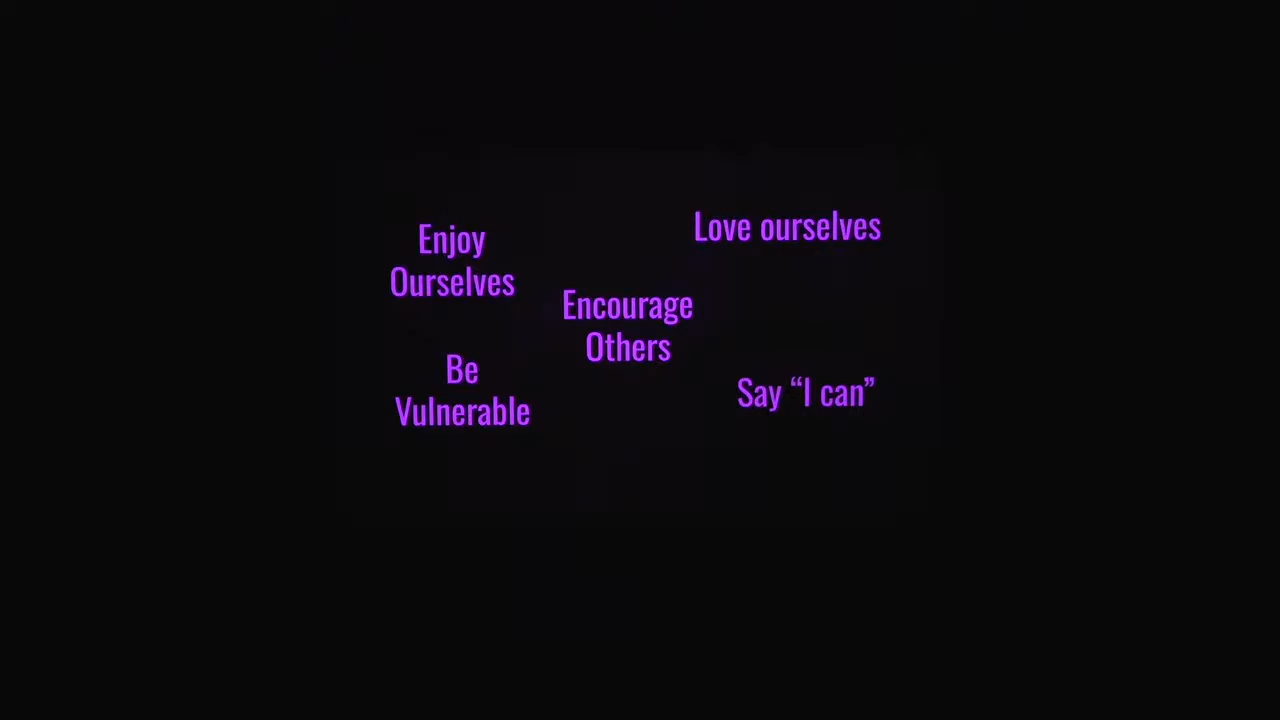 Enjoy
Ourselves
Love ourselves
Encourage
Others
Be
Vulnerable
Say “I can”